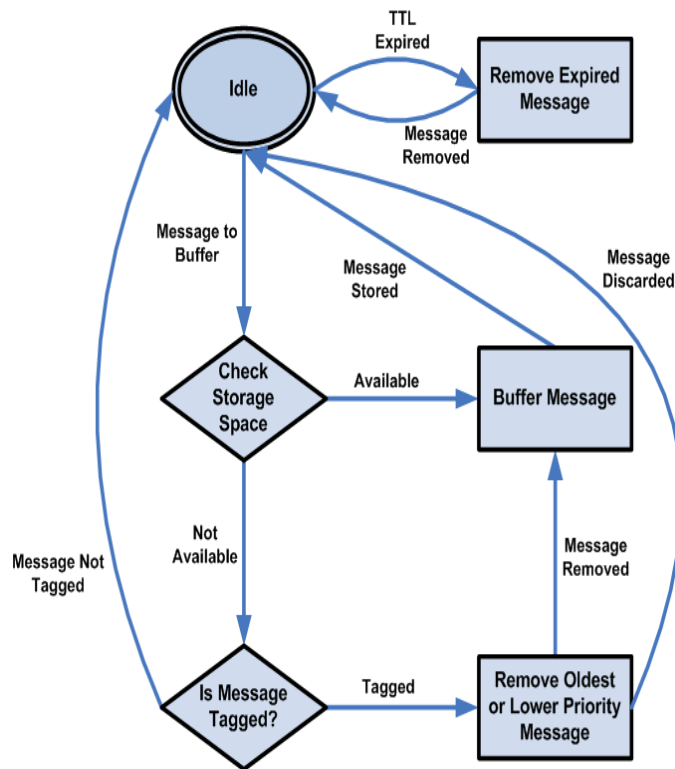 TTL
Expired
Idle
Remove Expired
Message
Message
Removed
Message to
Buffer
Message
Stored
Message
Discarded
Check
Storage
Space
Available
Buffer Message
Not
Available
Message Not
Tagged
Message
Removed
Is Message
Tagged?
Tagged
Remove Oldest
or Lower Priority
Message